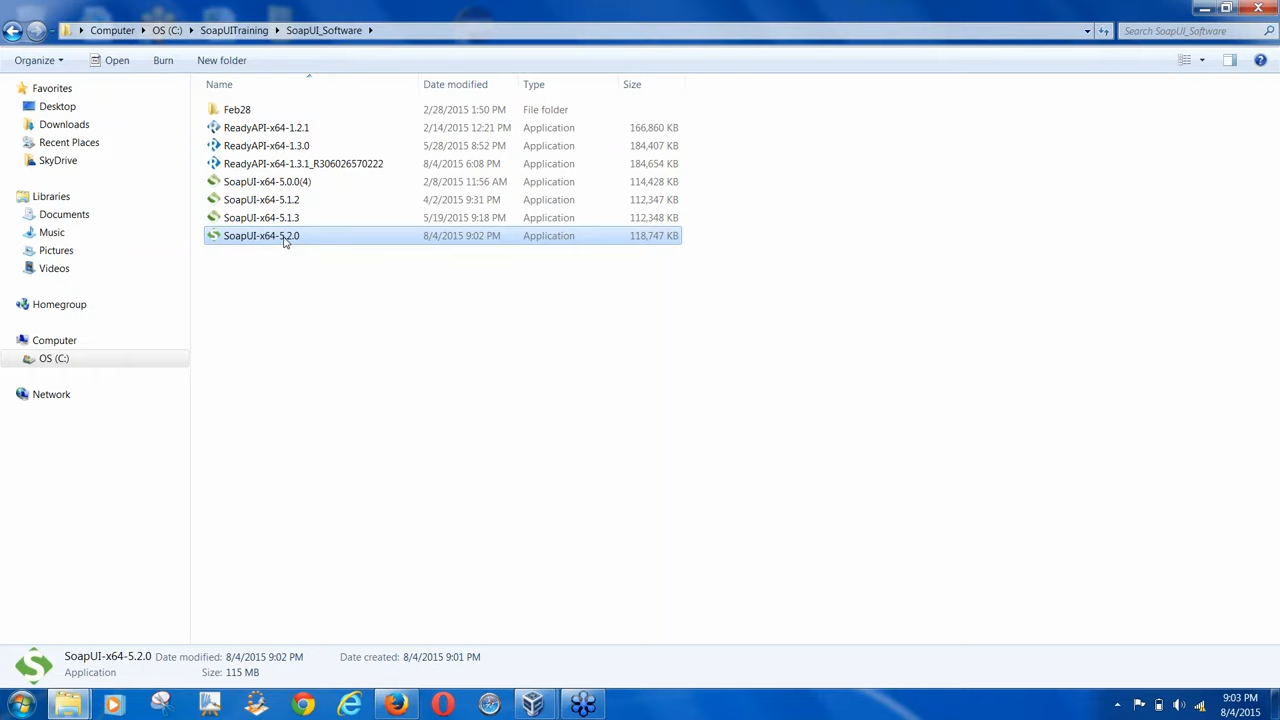 Computer OS (C:) SoapUITraining SoapUI_Software Search SoapUI_Software
Organize Open Burn New folder
Name Date modified Type Size
Favorites
Desktop
Downloads
Recent Places
SkyDrive
Libraries
Documents
Music
Pictures
Videos
Homegroup
Computer
OS (C:)
Network
Feb28 2/28/2015 1:50 PM File folder
ReadyAPI-x64-1.2.1 2/14/2015 12:21 PM Application 166,860 KB
ReadyAPI-x64-1.3.0 5/28/2015 8:52 PM Application 184,407 KB
ReadyAPI-x64-1.3.1_R306026570222 8/4/2015 6:08 PM Application 184,654 KB
SoapUI-x64-5.0.0(4) 2/8/2015 11:56 AM Application 114,428 KB
SoapUI-x64-5.1.2 4/2/2015 9:31 PM Application 112,347 KB
SoapUI-x64-5.1.3 5/19/2015 9:18 PM Application 112,348 KB
SoapUI-x64-5.2.0 8/4/2015 9:02 PM Application 118,747 KB
SoapUI-x64-5.2.0 Date modified: 8/4/2015 9:02 PM Date created: 8/4/2015 9:01 PM
Application Size: 115 MB
9:03 PM
8/4/2015